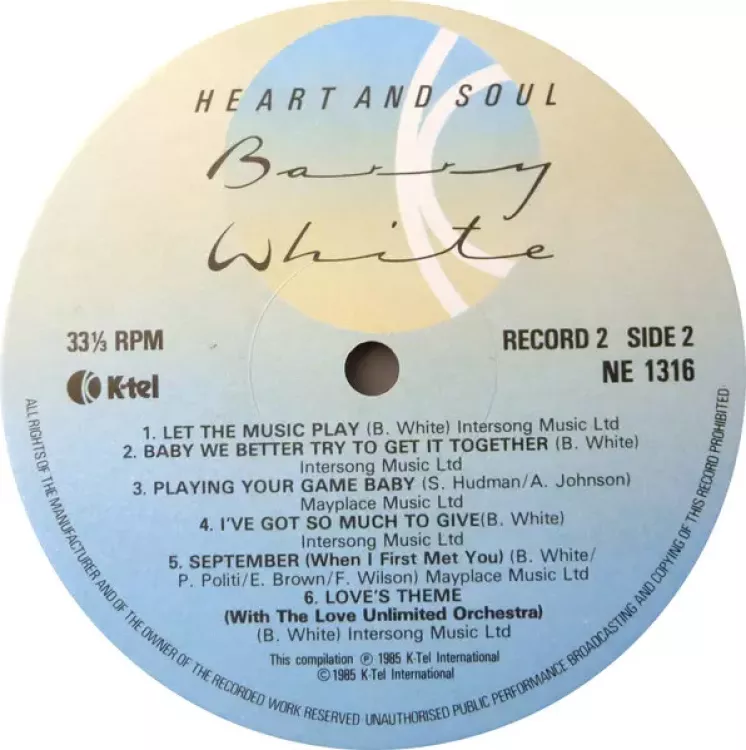 HEART AND SOUL
Barry
White
33⅓ RPM
K-tel
RECORD 2 SIDE 2
NE 1316
1. LET THE MUSIC PLAY (B. White) Intersong Music Ltd
2. BABY WE BETTER TRY TO GET IT TOGETHER (B. White)
Intersong Music Ltd
3. PLAYING YOUR GAME BABY (S. Hudman/A. Johnson)
Mayplace Music Ltd
4. I'VE GOT SO MUCH TO GIVE(B. White)
Intersong Music Ltd
5. SEPTEMBER (When I First Met You) (B. White/
P. Politi/E. Brown/F. Wilson) Mayplace Music Ltd
6. LOVE'S THEME
(With The Love Unlimited Orchestra)
(B. White) Intersong Music Ltd
This compilation ℗ 1985 K-Tel International
© 1985 K-Tel International
ALL RIGHTS OF THE MANUFACTURER AND OF THE OWNER OF THE RECORDED WORK RESERVED UNAUTHORISED PUBLIC PERFORMANCE BROADCASTING AND COPYING OF THIS RECORD PROHIBITED